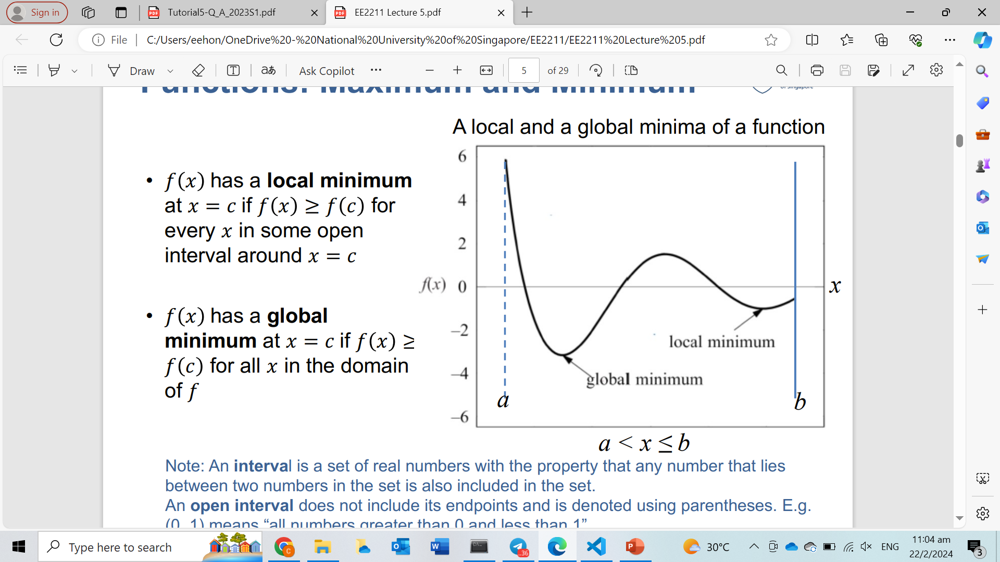 Sign in
Tutorial5-Q_A_2023S1.pdf
EE2211 Lecture 5.pdf
File
C:/Users/eehon/OneDrive%20-%20National%20University%20of%20Singapore/EE2211/EE2211%20Lecture%205.pdf
Draw
T
aあ
Ask Copilot
5
of 29
Functions: Maximum and Minimum
of Singapore
A local and a global minima of a function
• f(x) has a local minimum
at x = c if f(x) ≥ f(c) for
every x in some open
interval around x = c
• f(x) has a global
minimum at x = c if f(x) ≥
f(c) for all x in the domain
of f
6
4
2
f(x) 0
–2
–4
–6
x
local minimum
global minimum
a
b
a < x ≤ b
Note: An interval is a set of real numbers with the property that any number that lies
between two numbers in the set is also included in the set.
An open interval does not include its endpoints and is denoted using parentheses. E.g.
(0, 1) means “all numbers greater than 0 and less than 1”
Type here to search
36
30°C
ENG
11:04 am
22/2/2024
3